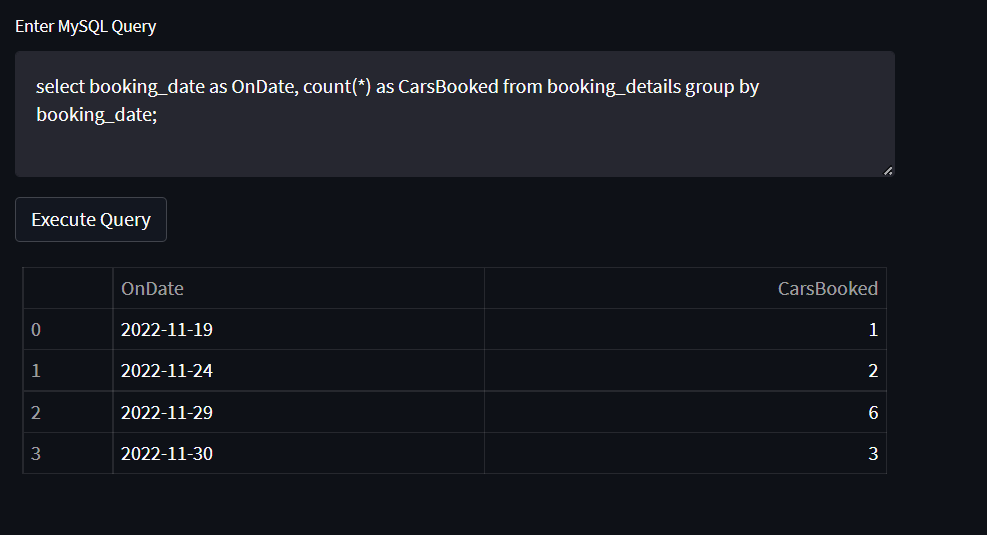 Enter MySQL Query
select booking_date as OnDate, count(*) as CarsBooked from booking_details group by
booking_date;
Execute Query
OnDate CarsBooked
0 2022-11-19 1
1 2022-11-24 2
2 2022-11-29 6
3 2022-11-30 3